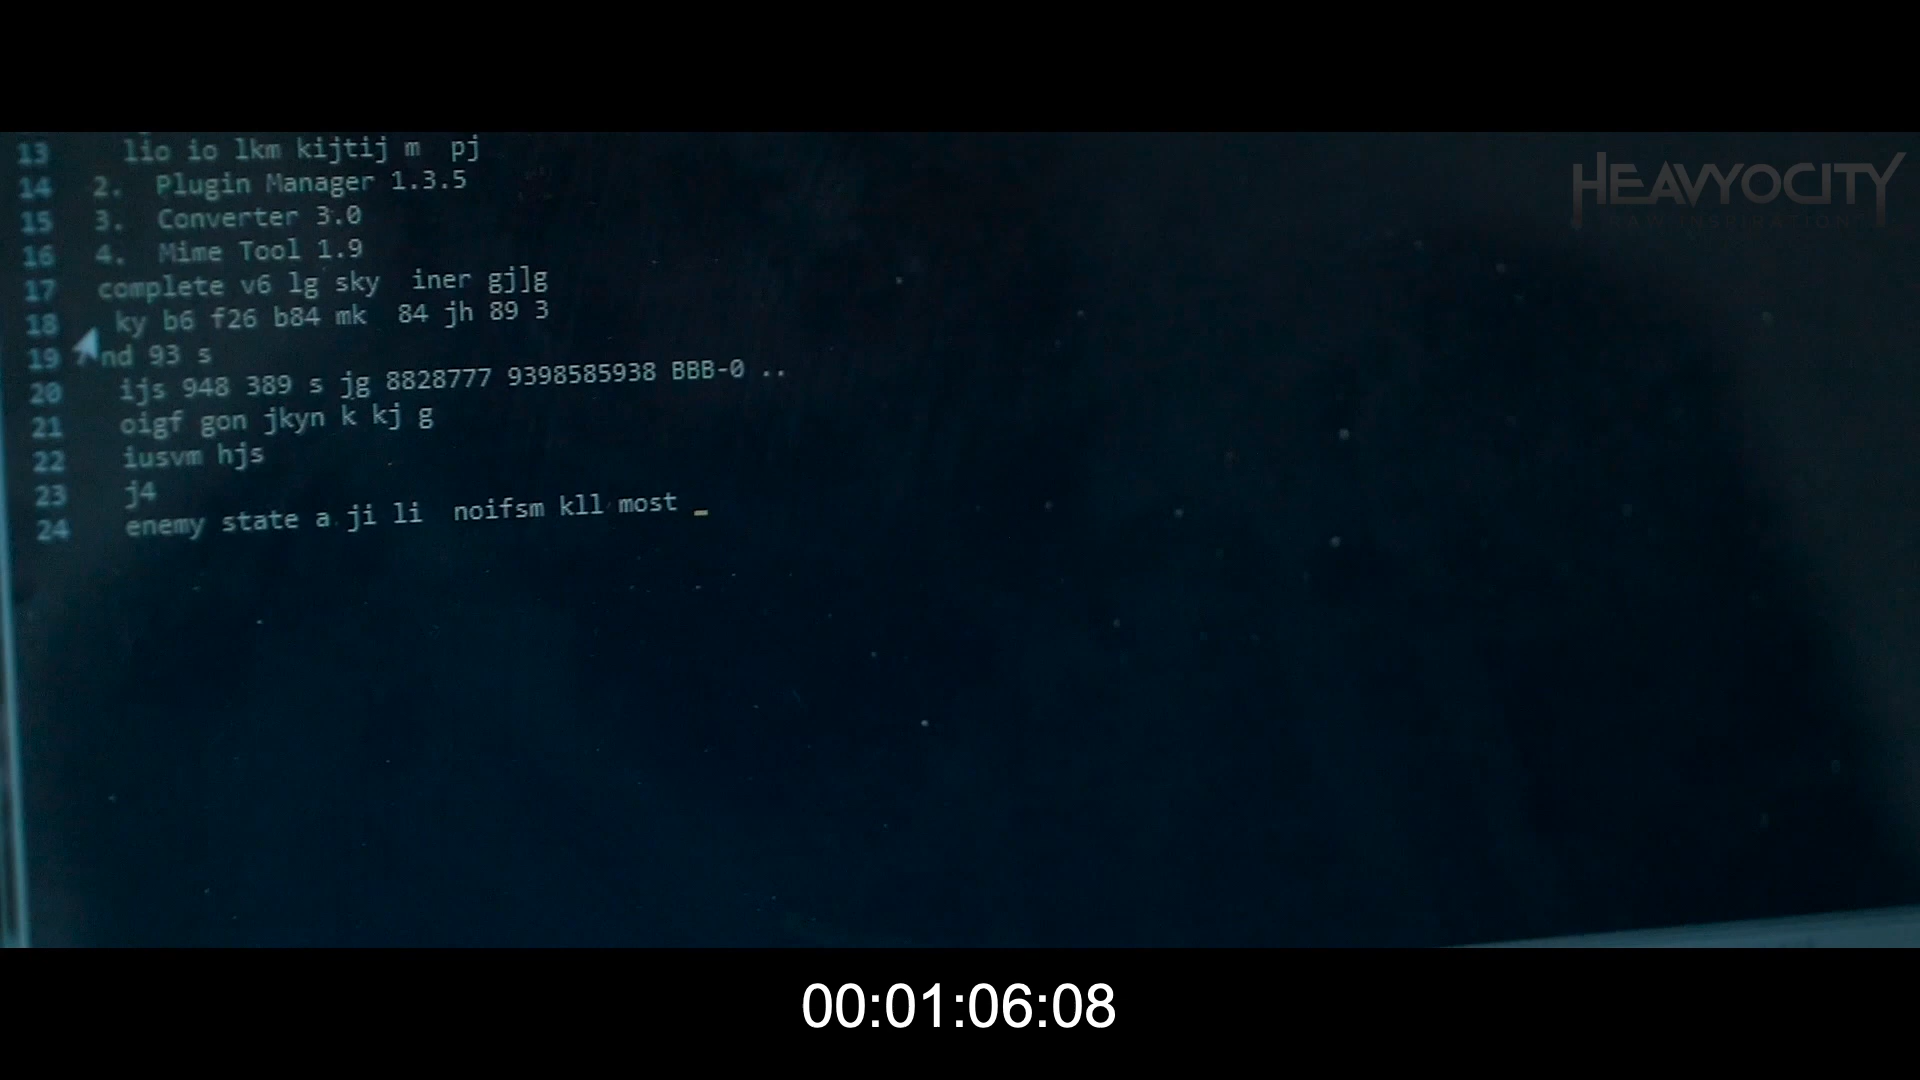 HEAVYOCITY
RAW INSPIRATION
13 lio io lkm kijtij m pj
14 2. Plugin Manager 1.3.5
15 3. Converter 3.0
16 4. Mime Tool 1.9
17 complete v6 lg sky iner gj]g
18 ky b6 f26 b84 mk 84 jh 89 3
19 nd 93 s
20 ijs 948 389 s jg 8828777 9398585938 BBB-0 ..
21 oigf gon jkyn k kj g
22 iusvm hjs
23 j4
24 enemy state a ji li noifsm kll most _
00:01:06:08